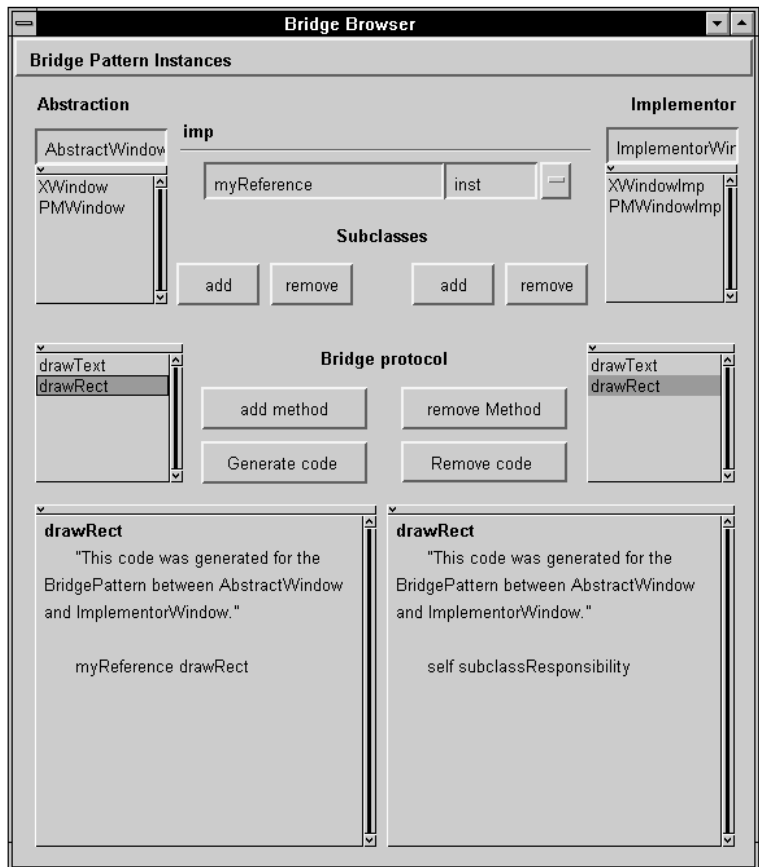 Bridge Browser
Bridge Pattern Instances
Abstraction
Implementor
imp
AbstractWindow
ImplementorWir
myReference
inst
XWindow
PMWindow
XWindowImp
PMWindowImp
Subclasses
add
remove
add
remove
drawText
drawRect
Bridge protocol
drawText
drawRect
add method
remove Method
Generate code
Remove code
drawRect
"This code was generated for the
BridgePattern between AbstractWindow
and ImplementorWindow."
myReference drawRect
drawRect
"This code was generated for the
BridgePattern between AbstractWindow
and ImplementorWindow."
self subclassResponsibility